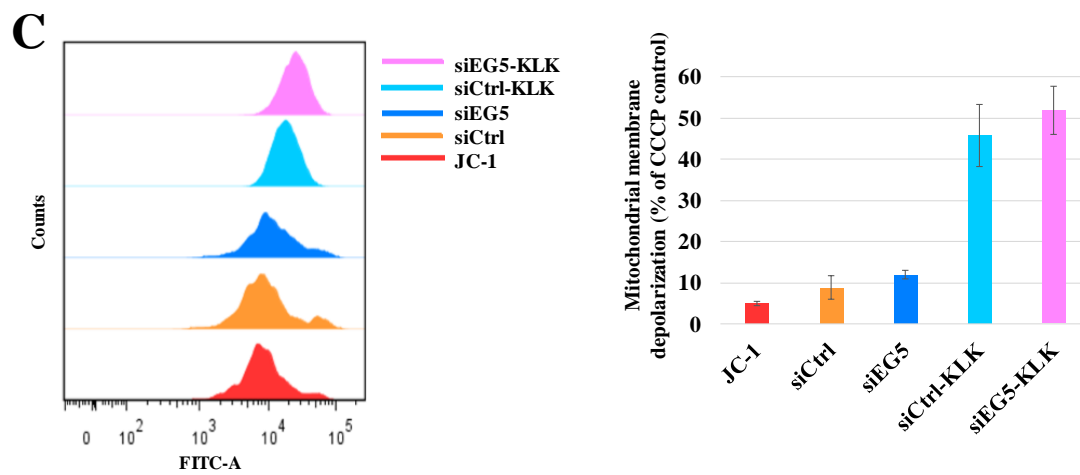 C
siEG5-KLK
siCtrl-KLK
siEG5
siCtrl
JC-1
Counts
0 10^2 10^3 10^4 10^5
FITC-A
Mitochondrial membrane
depolarization (% of CCCP control)
60
50
40
30
20
10
0
JC-1
siCtrl
siEG5
siCtrl-KLK
siEG5-KLK